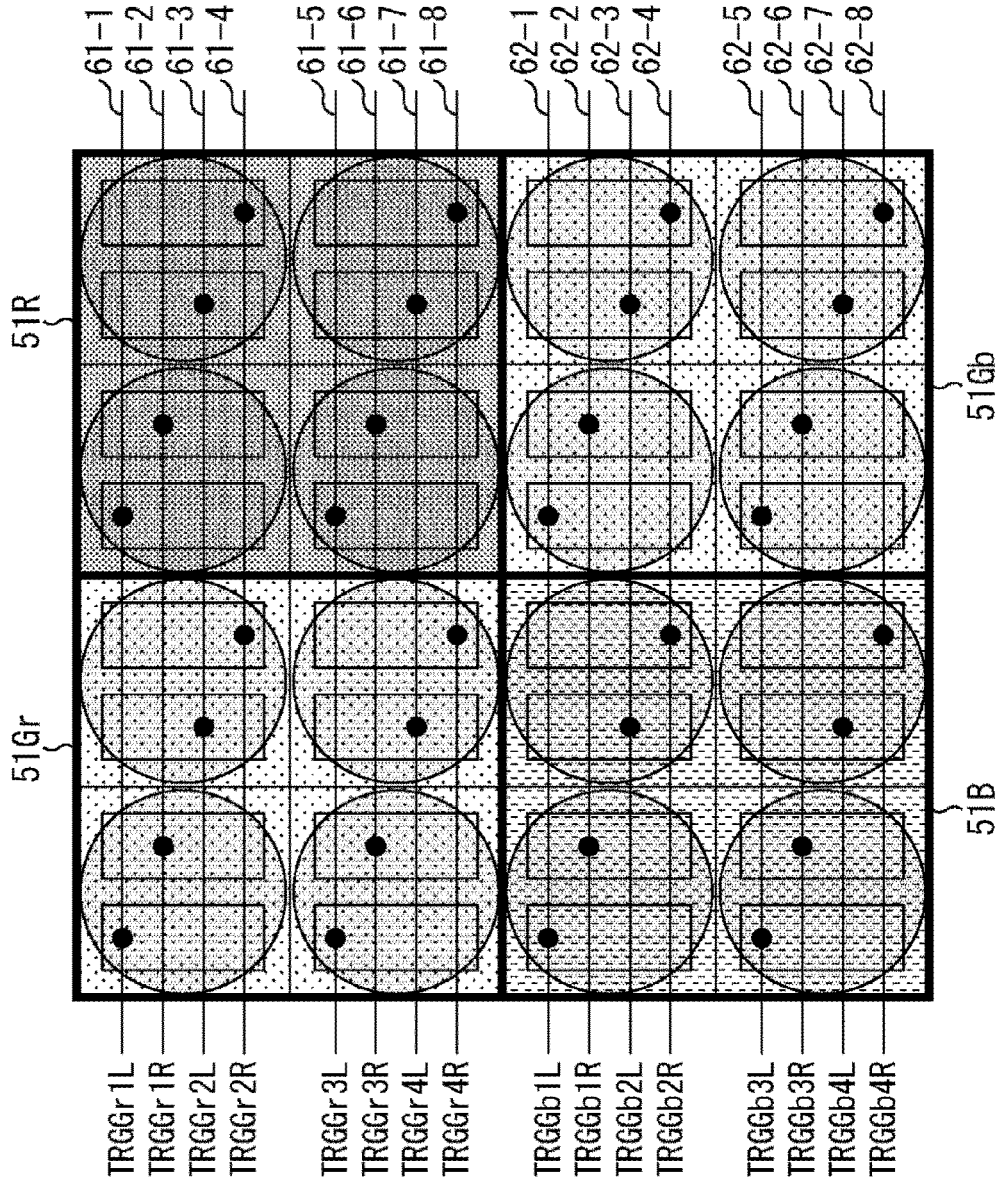 51Gr
51R
TRGGr1L
61-1
TRGGr1R
61-2
TRGGr2L
61-3
TRGGr2R
61-4
TRGGr3L
61-5
TRGGr3R
61-6
TRGGr4L
61-7
TRGGr4R
61-8
TRGGb1L
62-1
TRGGb1R
62-2
TRGGb2L
62-3
TRGGb2R
62-4
TRGGb3L
62-5
TRGGb3R
62-6
TRGGb4L
62-7
TRGGb4R
62-8
51B
51Gb